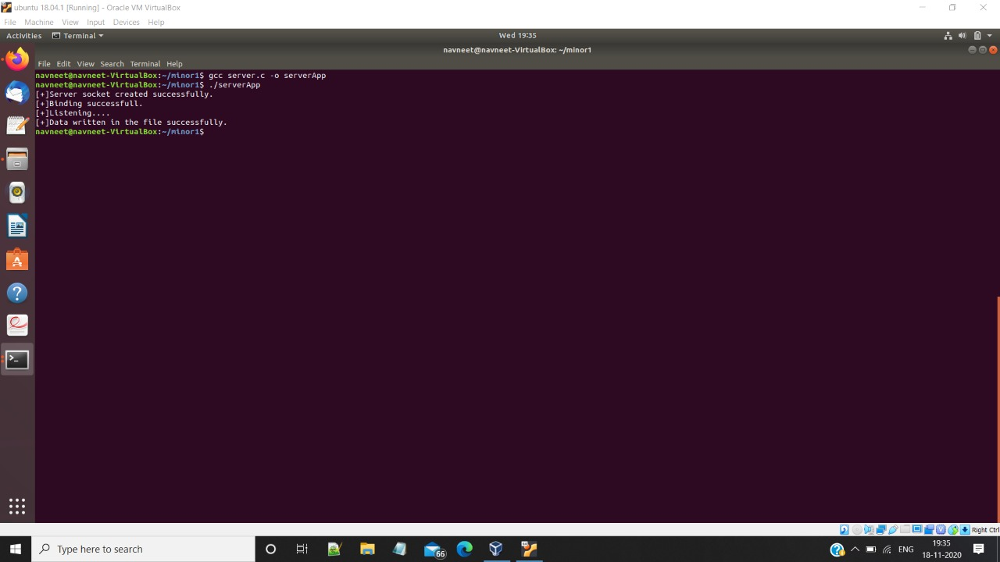 ubuntu 18.04.1 [Running] - Oracle VM VirtualBox
File Machine View Input Devices Help
Activities Terminal Wed 19:35
navneet@navneet-VirtualBox: ~/minor1
File Edit View Search Terminal Help
navneet@navneet-VirtualBox:~/minor1$ gcc server.c -o serverApp
navneet@navneet-VirtualBox:~/minor1$ ./serverApp
[+]Server socket created successfully.
[+]Binding successfull.
[+]Listening....
[+]Data written in the file successfully.
navneet@navneet-VirtualBox:~/minor1$
Right Ctrl
Type here to search
66
ENG
19:35
18-11-2020